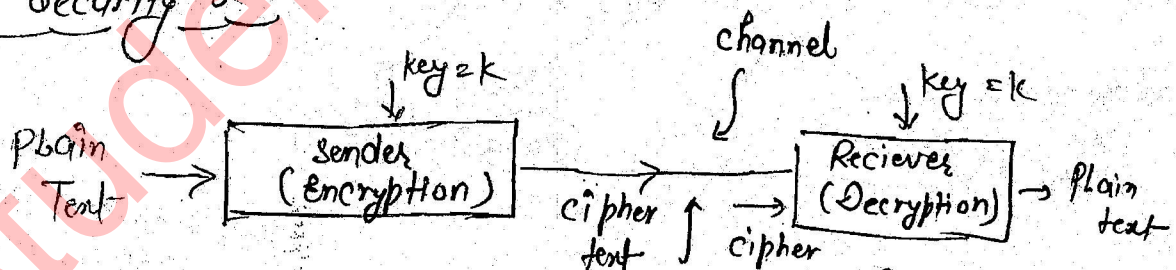 Security
channel
key = k
key = k
Plain
Text
Sender
(Encryption)
Reciever
(Decryption)
Plain
text
cipher
text
cipher